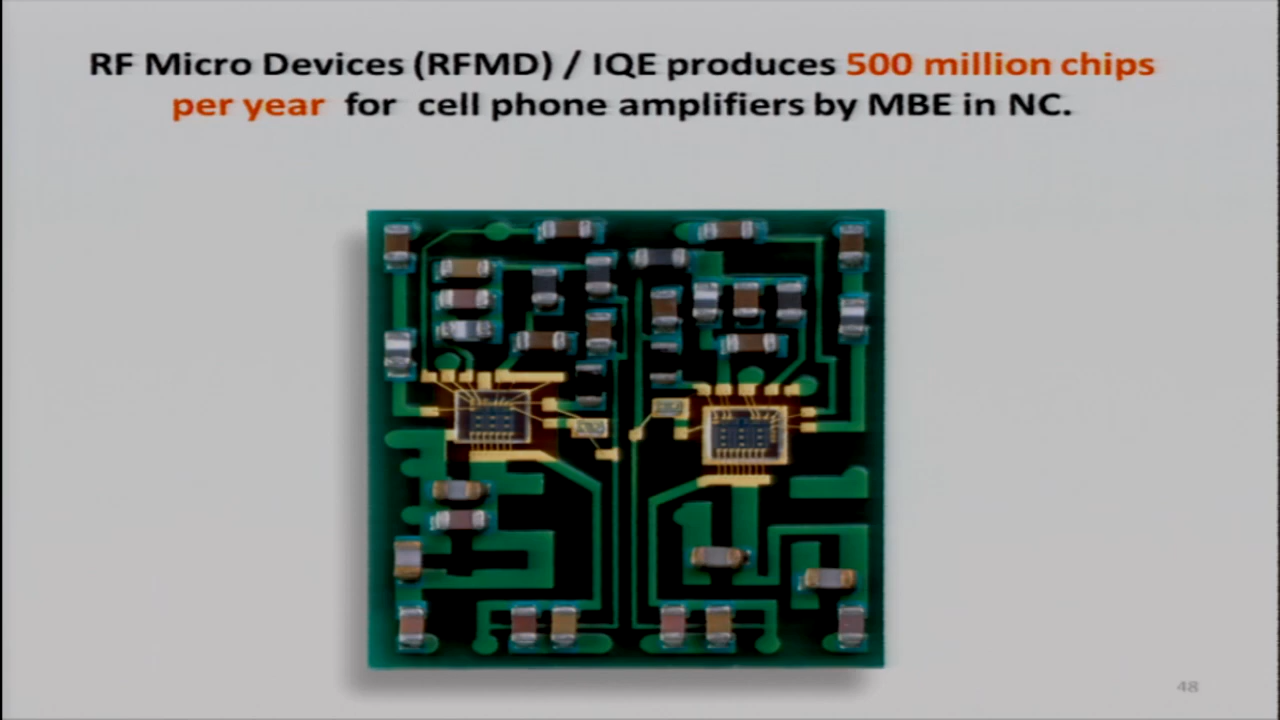 RF Micro Devices (RFMD) / IQE produces 500 million chips
per year for cell phone amplifiers by MBE in NC.
48